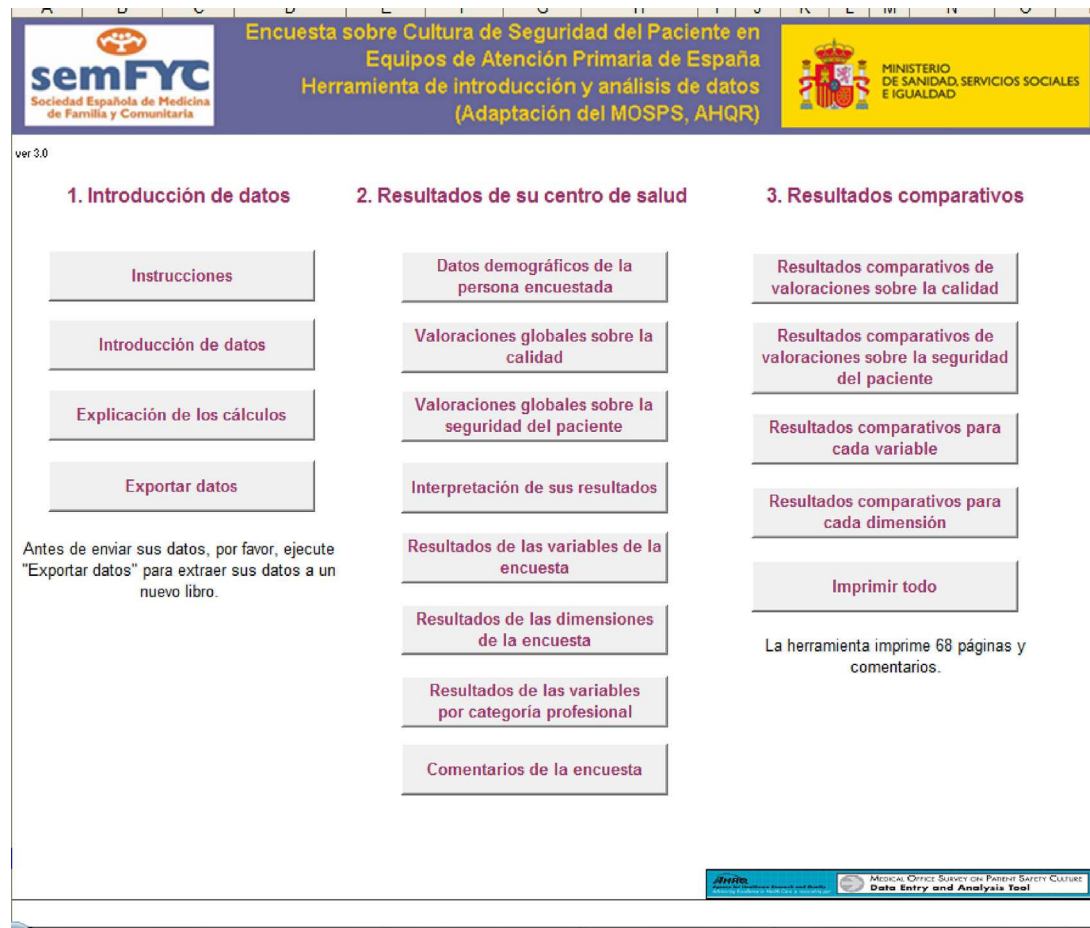 semFYC
Sociedad Española de Medicina
de Familia y Comunitaria
Encuesta sobre Cultura de Seguridad del Paciente en
Equipos de Atención Primaria de España
Herramienta de introducción y análisis de datos
(Adaptación del MOSPS, AHQR)
MINISTERIO
DE SANIDAD, SERVICIOS SOCIALES
E IGUALDAD
ver 3.0
1. Introducción de datos
Instrucciones
Introducción de datos
Explicación de los cálculos
Exportar datos
Antes de enviar sus datos, por favor, ejecute
"Exportar datos" para extraer sus datos a un
nuevo libro.
2. Resultados de su centro de salud
Datos demográficos de la
persona encuestada
Valoraciones globales sobre la
calidad
Valoraciones globales sobre la
seguridad del paciente
Interpretación de sus resultados
Resultados de las variables de la
encuesta
Resultados de las dimensiones
de la encuesta
Resultados de las variables
por categoría profesional
Comentarios de la encuesta
3. Resultados comparativos
Resultados comparativos de
valoraciones sobre la calidad
Resultados comparativos de
valoraciones sobre la seguridad
del paciente
Resultados comparativos para
cada variable
Resultados comparativos para
cada dimensión
Imprimir todo
La herramienta imprime 68 páginas y
comentarios.
AHRQ
Medical Office Survey on Patient Safety Culture
Data Entry and Analysis Tool